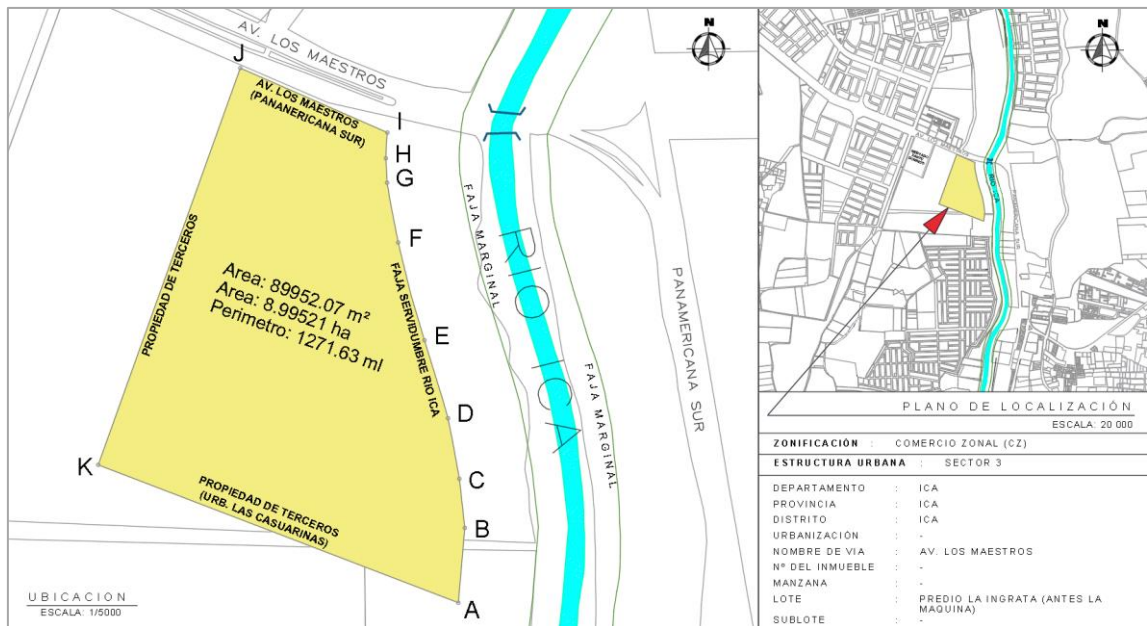 AV. LOS MAESTROS
N
J
AV. LOS MAESTROS
(PANANERICANA SUR)
I
H
G
F
E
D
C
B
A
K
PROPIEDAD DE TERCEROS
Area: 89952.07 m²
Area: 8.99521 ha
Perimetro: 1271.63 ml
FAJA SERVIDUMBRE RIO ICA
PROPIEDAD DE TERCEROS
(URB. LAS CASUARINAS)
FAJA MARGINAL
RIO ICA
FAJA MARGINAL
PANAMERICANA SUR
UBICACION
ESCALA: 1/5000
N
RIO ICA
PLANO DE LOCALIZACIÓN
ESCALA: 20 000
ZONIFICACIÓN : COMERCIO ZONAL (CZ)
ESTRUCTURA URBANA : SECTOR 3
DEPARTAMENTO : ICA
PROVINCIA : ICA
DISTRITO : ICA
URBANIZACIÓN : -
NOMBRE DE VIA : AV. LOS MAESTROS
Nº DEL INMUEBLE : -
MANZANA : -
LOTE : PREDIO LA INGRATA (ANTES LA
MAQUINA)
SUBLOTE : -